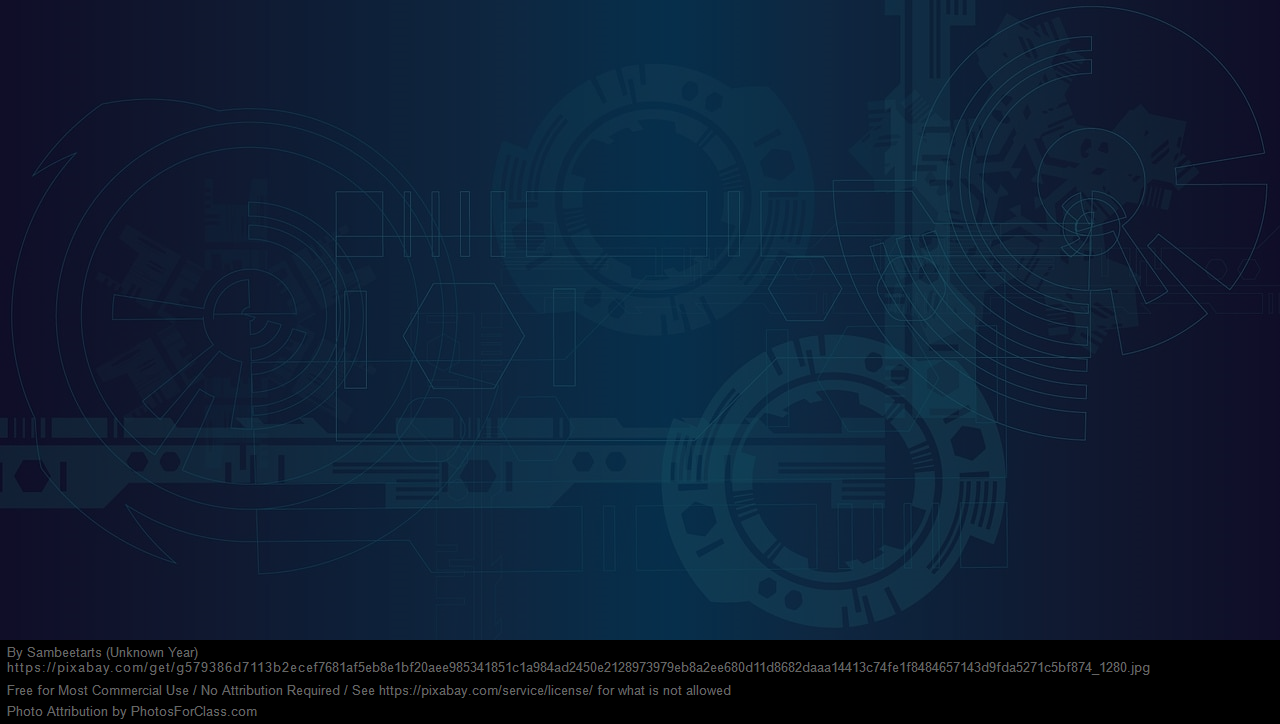 By Sambeetarts (Unknown Year)
https://pixabay.com/get/g579386d7113b2ecef7681af5eb8e1bf20aee985341851c1a984ad2450e2128973979eb8a2ee680d11d8682daaa14413c74fe1f8484657143d9fda5271c5bf874_1280.jpg
Free for Most Commercial Use / No Attribution Required / See https://pixabay.com/service/license/ for what is not allowed
Photo Attribution by PhotosForClass.com